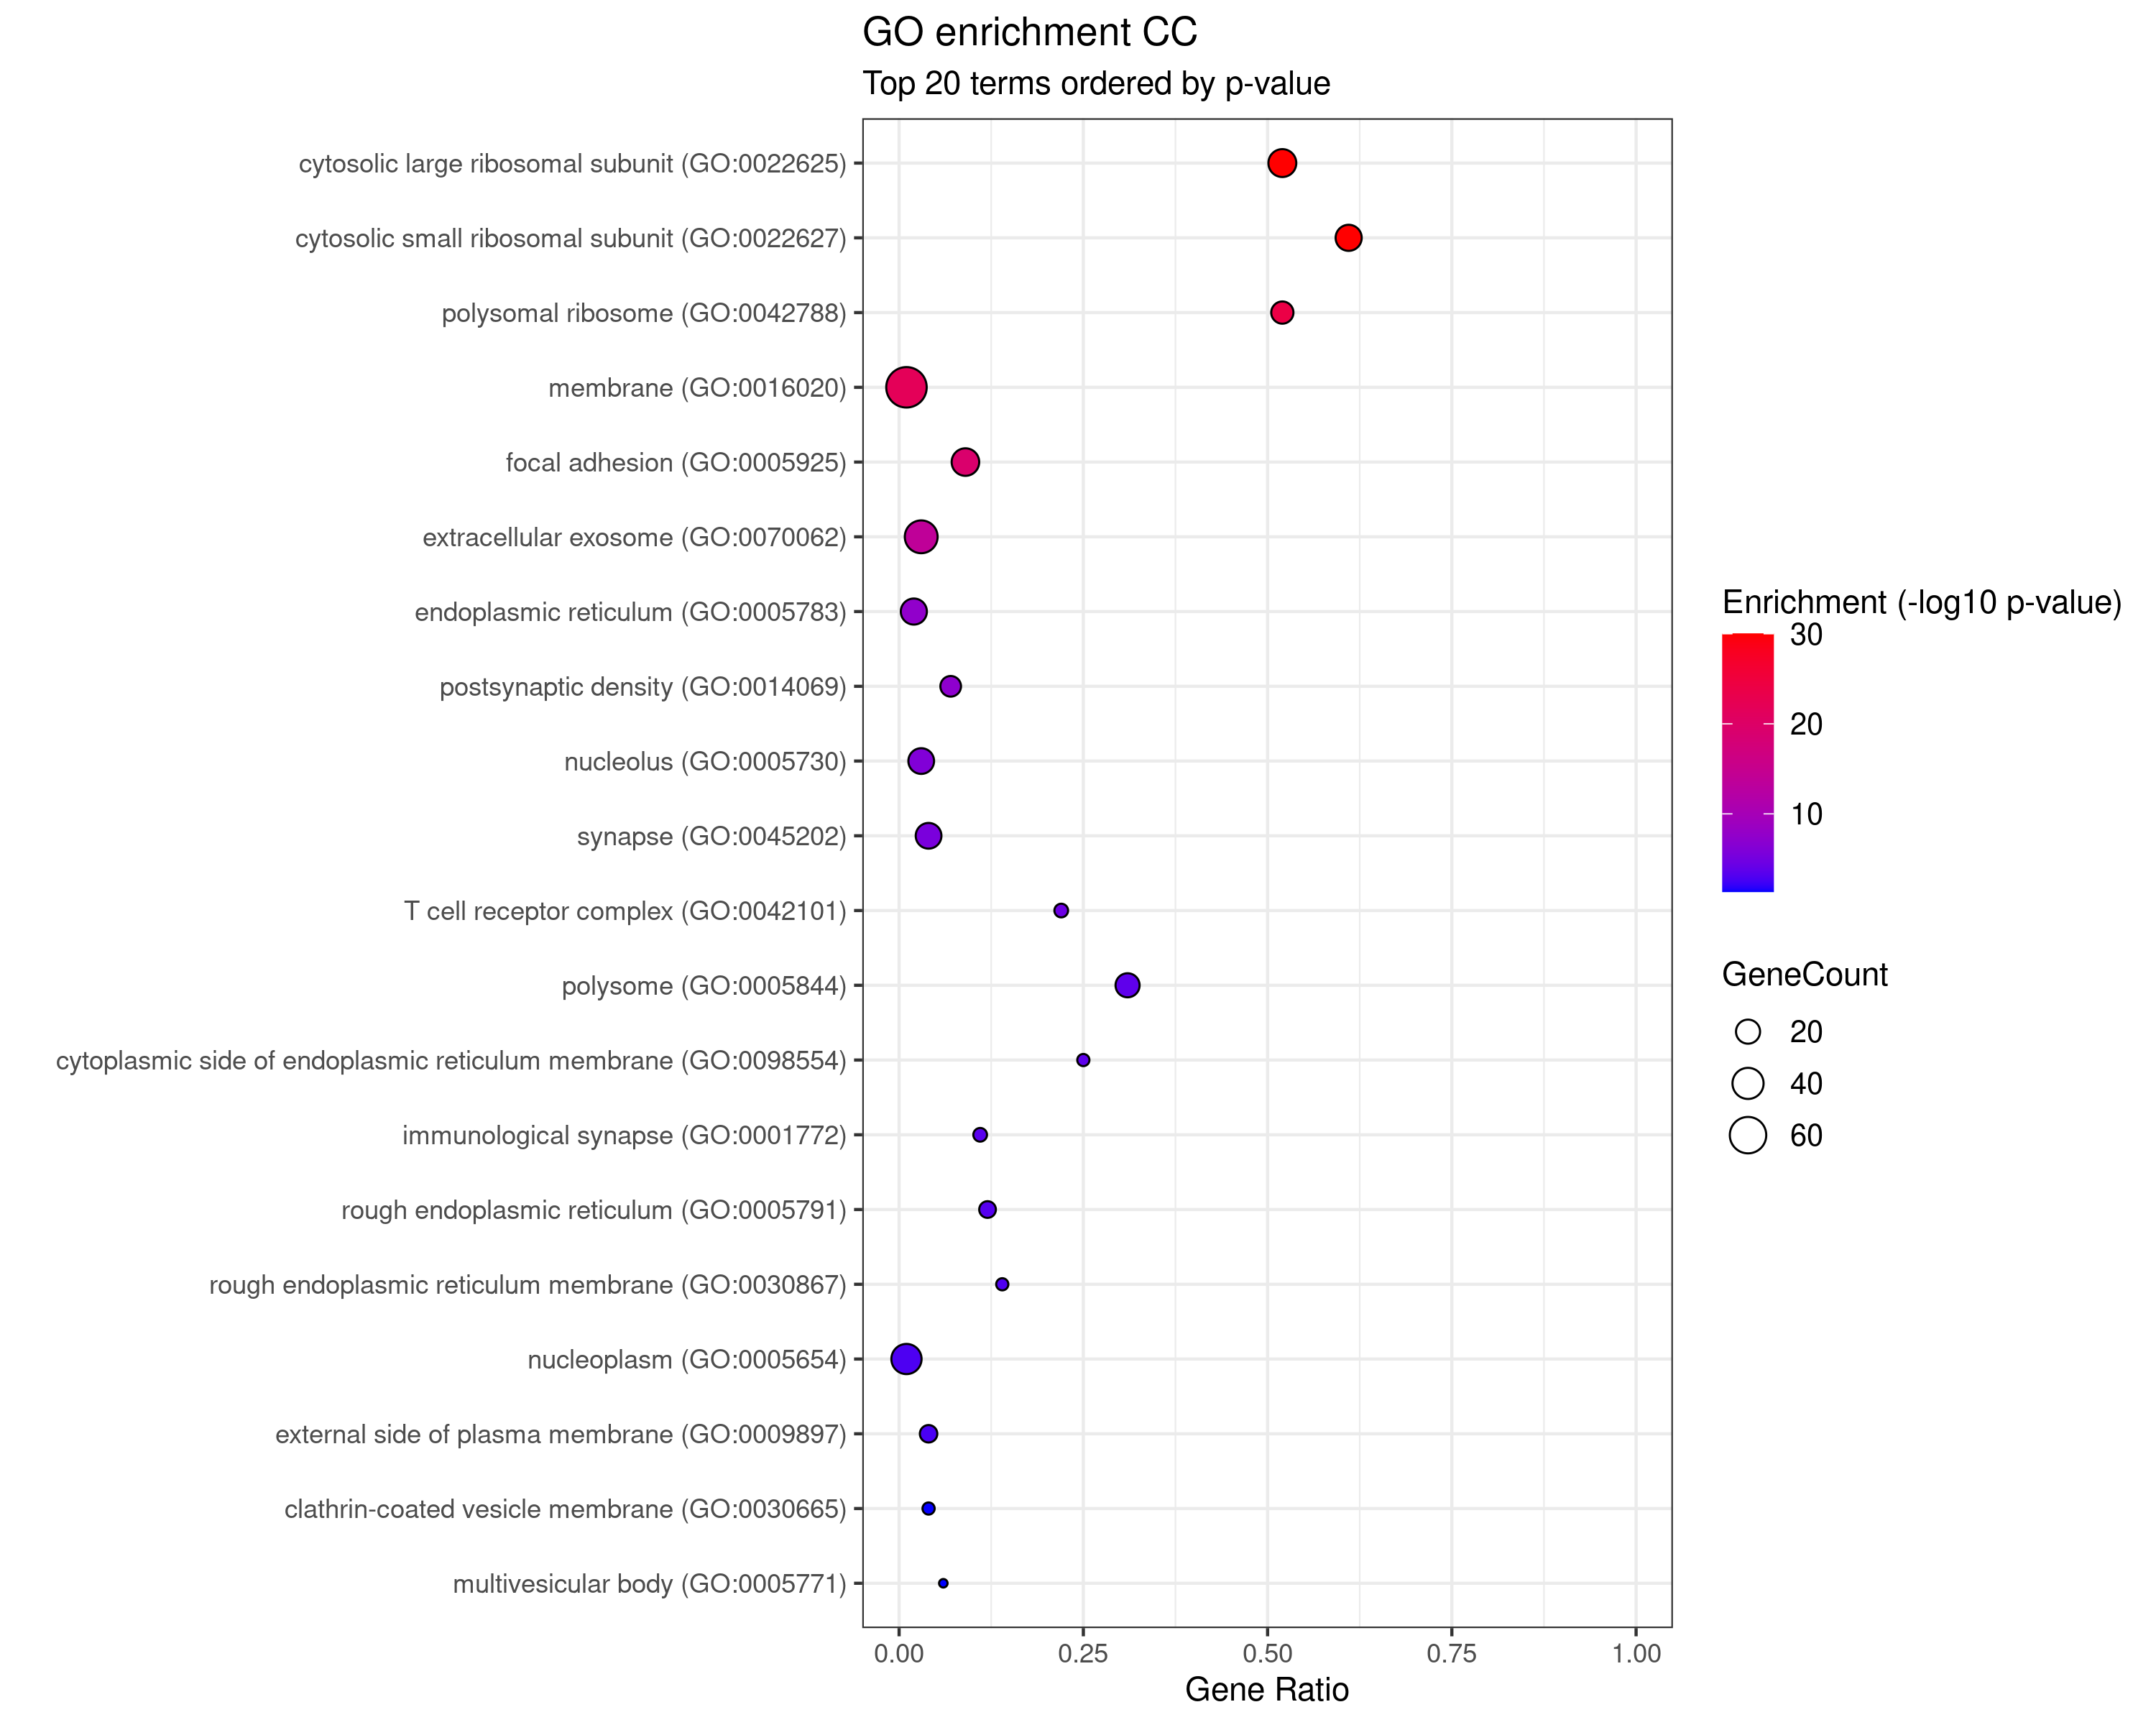 GO enrichment CC
Top 20 terms ordered by p-value
cytosolic large ribosomal subunit (GO:0022625)
cytosolic small ribosomal subunit (GO:0022627)
polysomal ribosome (GO:0042788)
membrane (GO:0016020)
focal adhesion (GO:0005925)
extracellular exosome (GO:0070062)
endoplasmic reticulum (GO:0005783)
postsynaptic density (GO:0014069)
nucleolus (GO:0005730)
synapse (GO:0045202)
T cell receptor complex (GO:0042101)
polysome (GO:0005844)
cytoplasmic side of endoplasmic reticulum membrane (GO:0098554)
immunological synapse (GO:0001772)
rough endoplasmic reticulum (GO:0005791)
rough endoplasmic reticulum membrane (GO:0030867)
nucleoplasm (GO:0005654)
external side of plasma membrane (GO:0009897)
clathrin-coated vesicle membrane (GO:0030665)
multivesicular body (GO:0005771)
0.00 0.25 0.50 0.75 1.00
Gene Ratio
Enrichment (-log10 p-value)
30
20
10
GeneCount
20
40
60